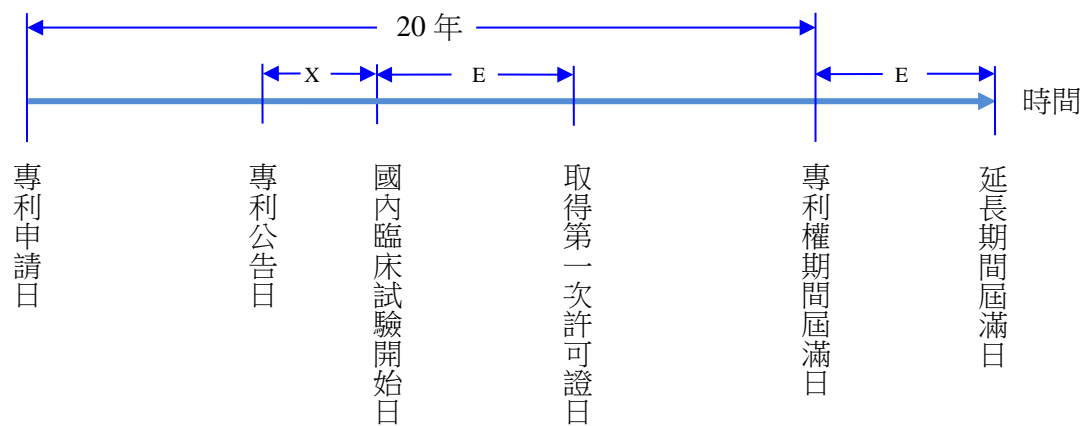 20 年
X
E
E
時間
專利申請日
專利公告日
國內臨床試驗開始日
取得第一次許可證日
專利權期間屆滿日
延長期間屆滿日